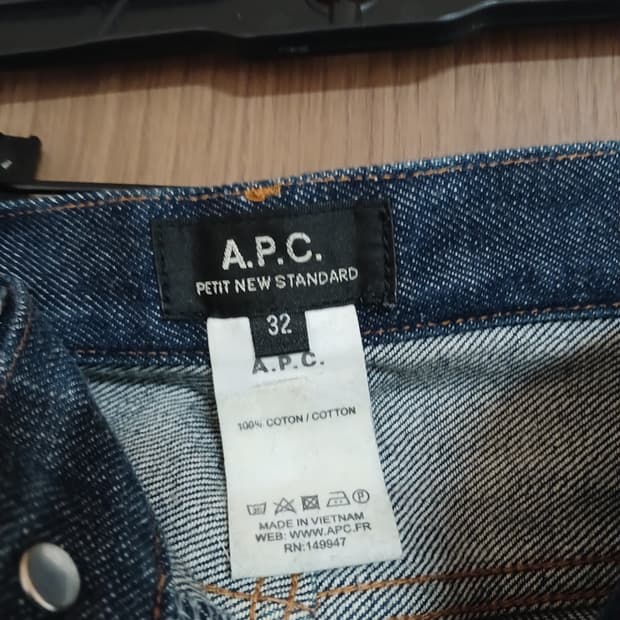 A.P.C.
PETIT NEW STANDARD
32
A.P.C.
100% COTON / COTTON
P
MADE IN VIETNAM
WEB: WWW.APC.FR
RN:149947